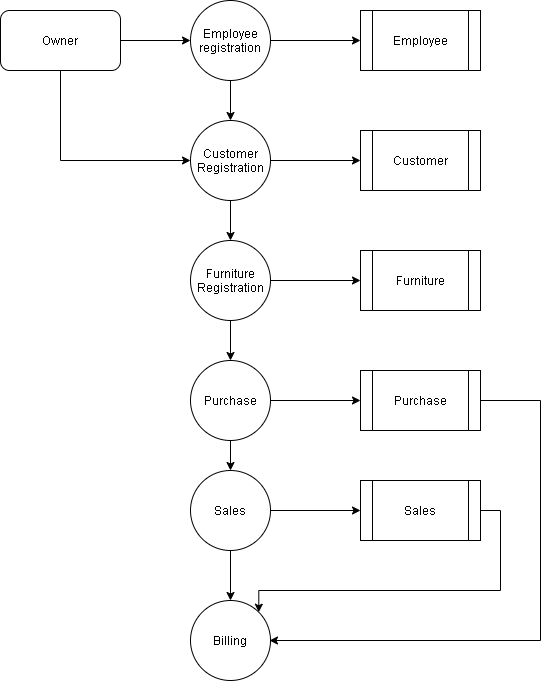 Owner
Employee
registration
Employee
Customer
Registration
Customer
Furniture
Registration
Furniture
Purchase
Purchase
Sales
Sales
Billing